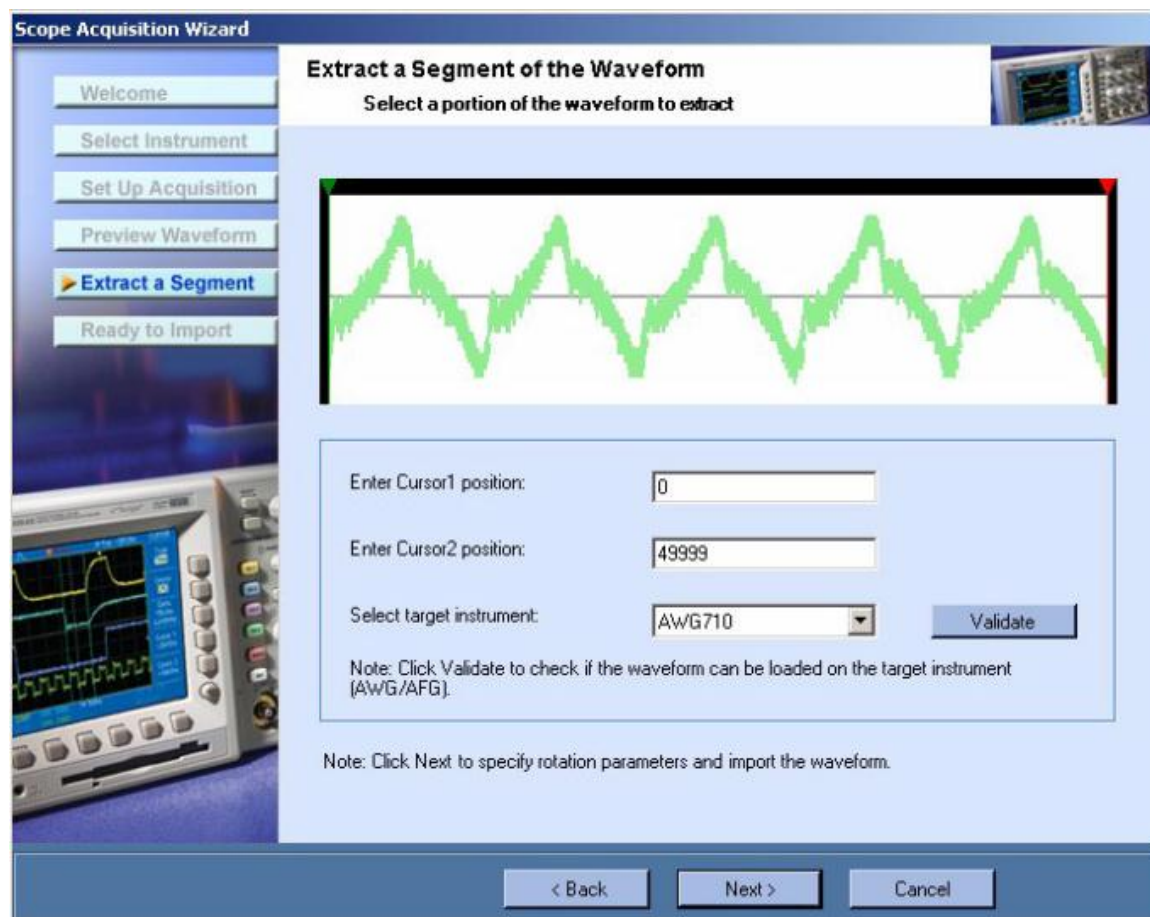 Scope Acquisition Wizard
Welcome
Select Instrument
Set Up Acquisition
Preview Waveform
Extract a Segment
Ready to Import
Extract a Segment of the Waveform
Select a portion of the waveform to extract
Enter Cursor1 position:
0
Enter Cursor2 position:
49999
Select target instrument:
AWG710
Validate
Note: Click Validate to check if the waveform can be loaded on the target instrument
(AWG/AFG).
Note: Click Next to specify rotation parameters and import the waveform.
< Back
Next >
Cancel